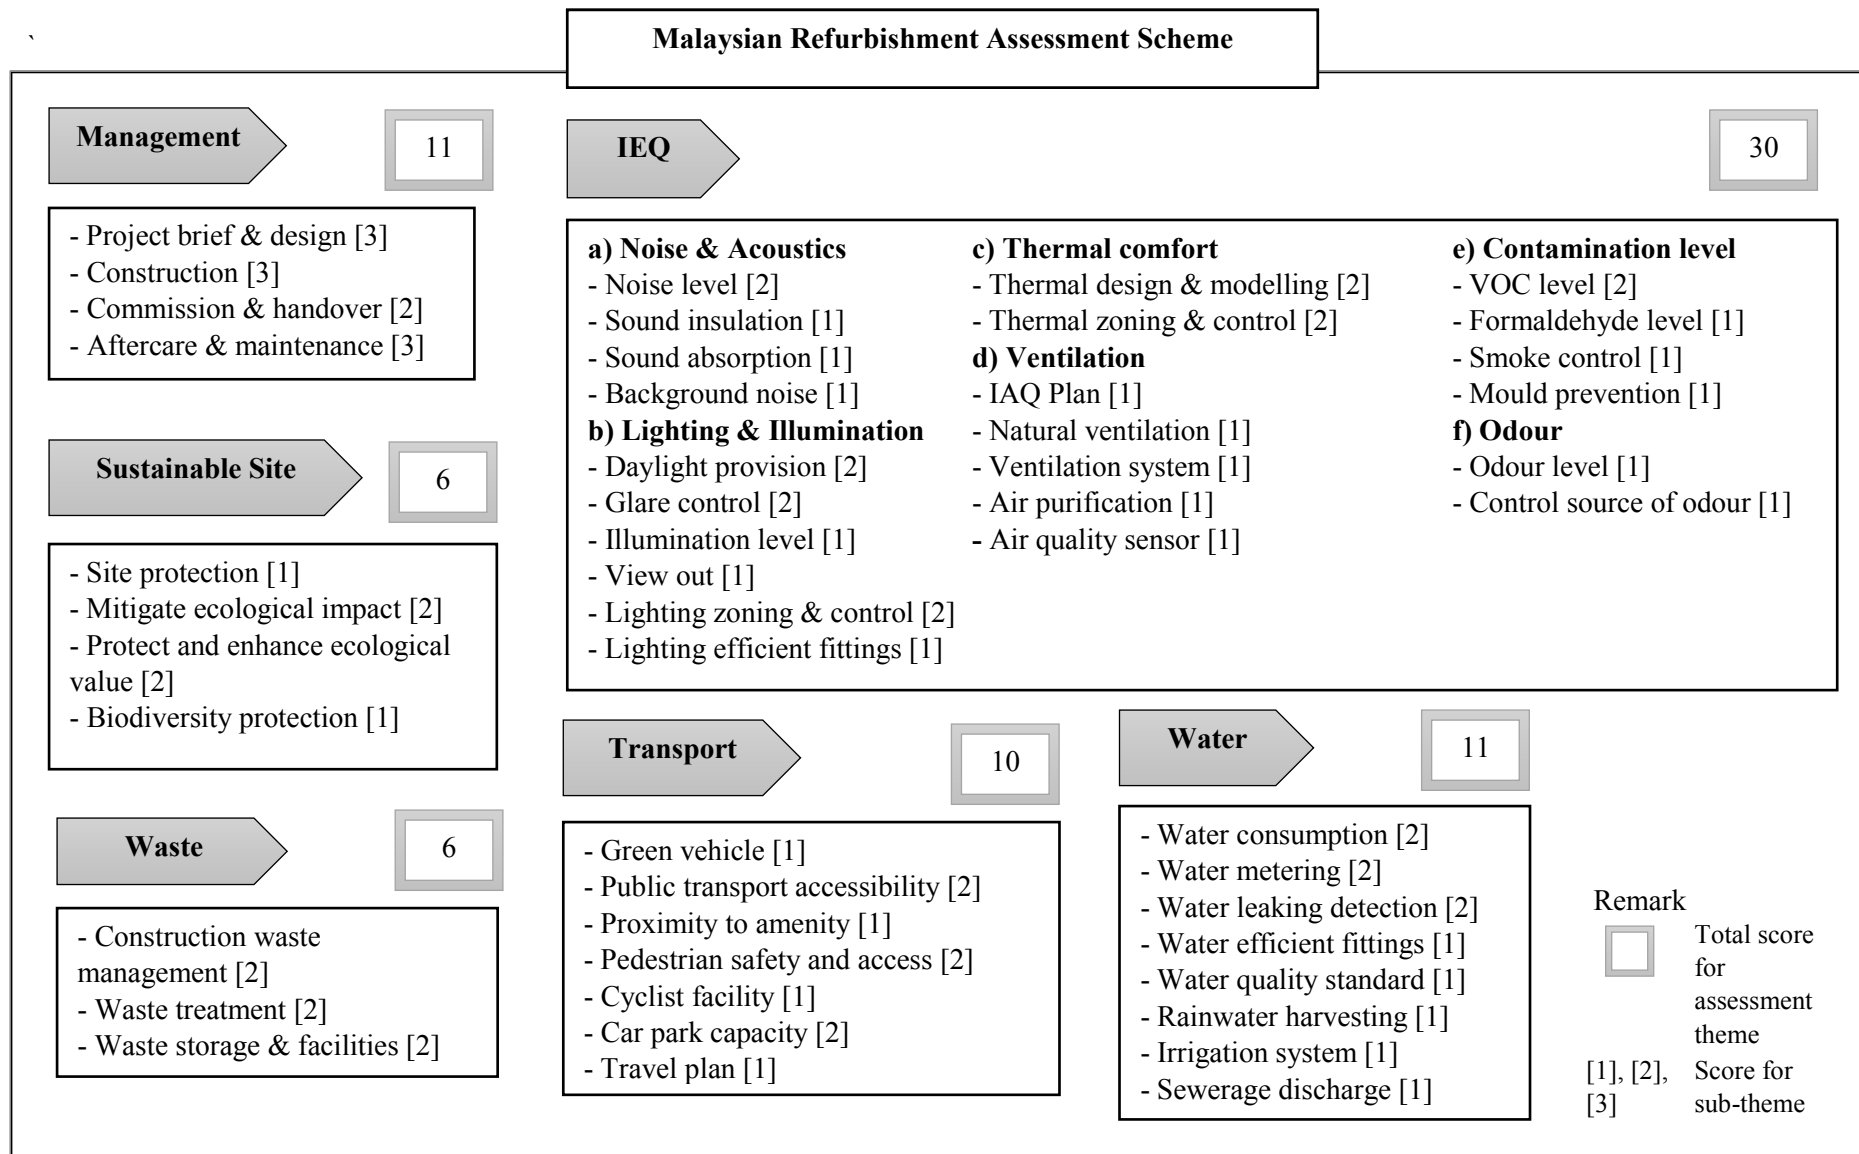 `
Malaysian Refurbishment Assessment Scheme
Management
11
- Project brief & design [3]
- Construction [3]
- Commission & handover [2]
- Aftercare & maintenance [3]
Sustainable Site
6
- Site protection [1]
- Mitigate ecological impact [2]
- Protect and enhance ecological
value [2]
- Biodiversity protection [1]
Waste
6
- Construction waste
management [2]
- Waste treatment [2]
- Waste storage & facilities [2]
IEQ
30
a) Noise & Acoustics
- Noise level [2]
- Sound insulation [1]
- Sound absorption [1]
- Background noise [1]
b) Lighting & Illumination
- Daylight provision [2]
- Glare control [2]
- Illumination level [1]
- View out [1]
- Lighting zoning & control [2]
- Lighting efficient fittings [1]
c) Thermal comfort
- Thermal design & modelling [2]
- Thermal zoning & control [2]
d) Ventilation
- IAQ Plan [1]
- Natural ventilation [1]
- Ventilation system [1]
- Air purification [1]
- Air quality sensor [1]
e) Contamination level
- VOC level [2]
- Formaldehyde level [1]
- Smoke control [1]
- Mould prevention [1]
f) Odour
- Odour level [1]
- Control source of odour [1]
Transport
10
- Green vehicle [1]
- Public transport accessibility [2]
- Proximity to amenity [1]
- Pedestrian safety and access [2]
- Cyclist facility [1]
- Car park capacity [2]
- Travel plan [1]
Water
11
- Water consumption [2]
- Water metering [2]
- Water leaking detection [2]
- Water efficient fittings [1]
- Water quality standard [1]
- Rainwater harvesting [1]
- Irrigation system [1]
- Sewerage discharge [1]
Remark
Total score
for
assessment
theme
[1], [2],
[3]
Score for
sub-theme